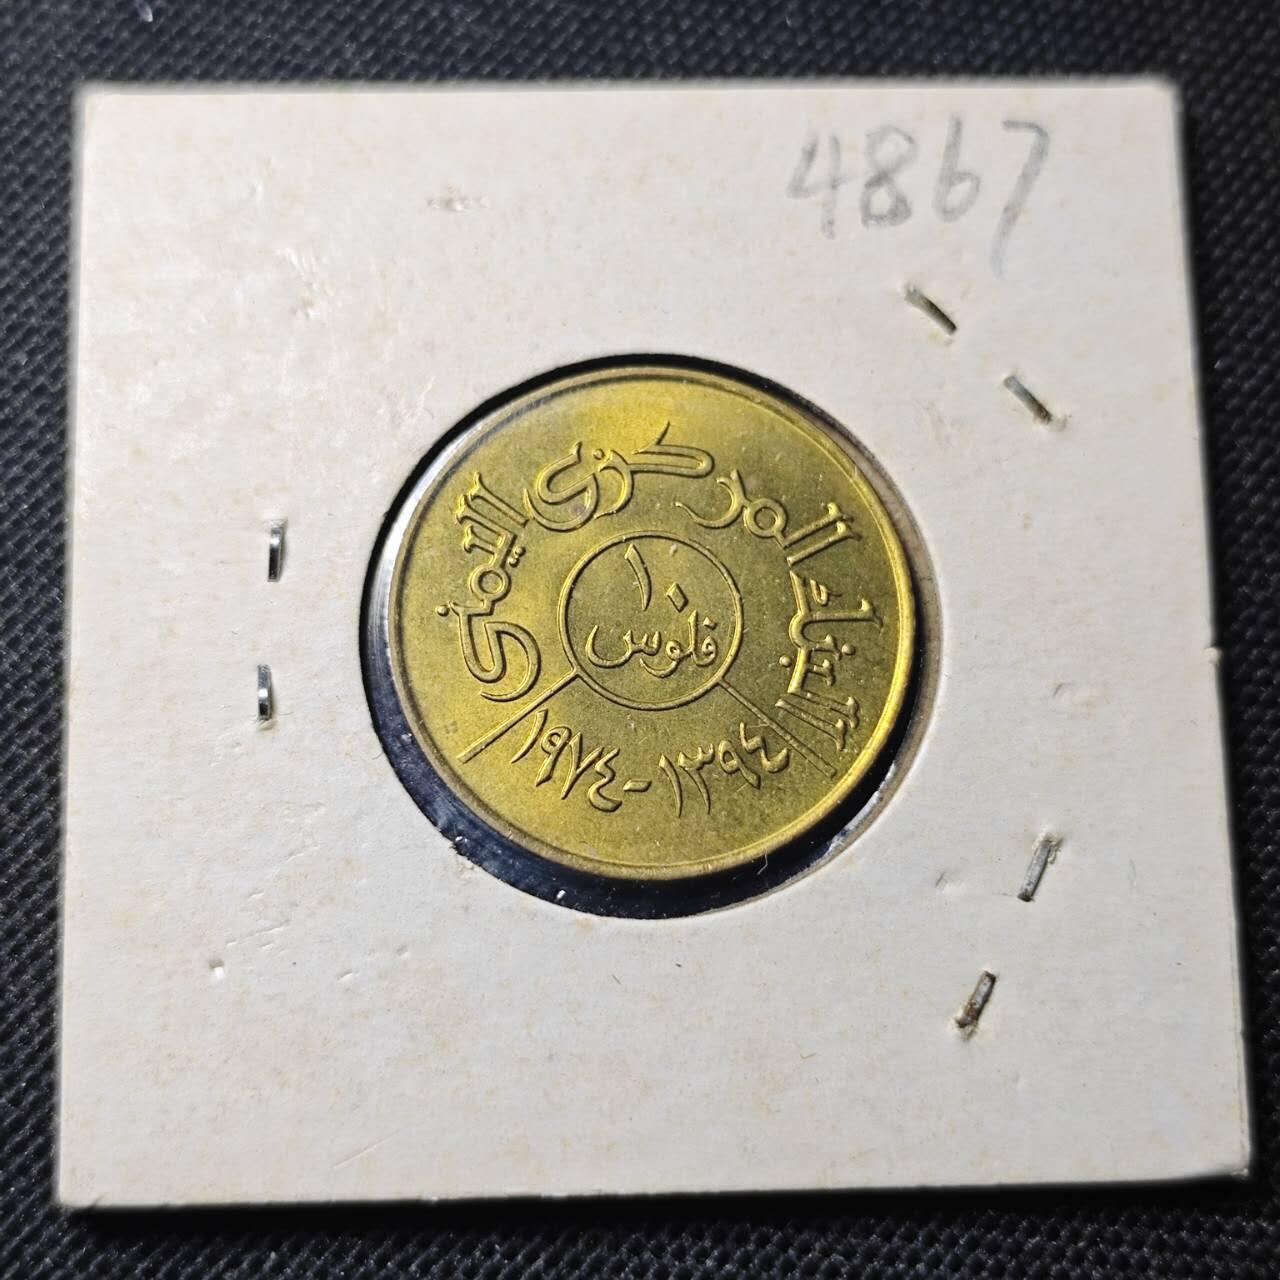 4867
البنك المركزي اليمني
١٠
فلوس
١٣٩٤-١٩٧٤